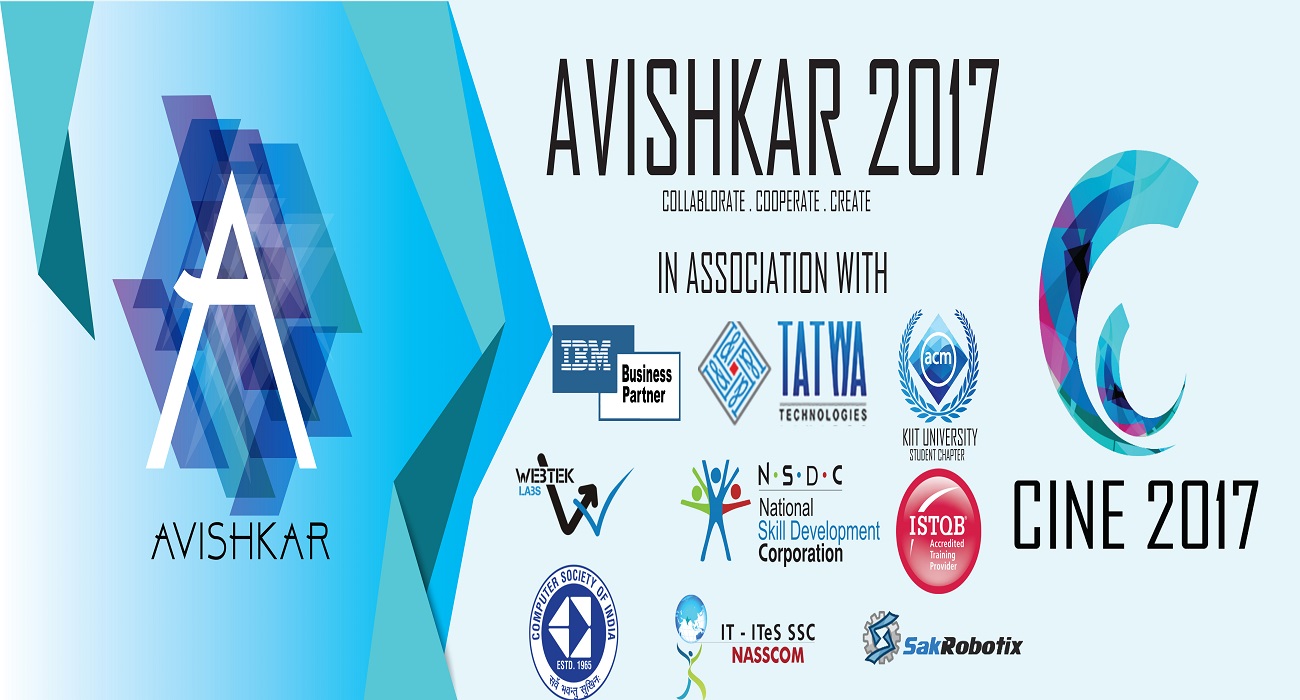 A
AVISHKAR
AVISHKAR 2017
COLLABLORATE . COOPERATE . CREATE
IN ASSOCIATION WITH
IBM
Business
Partner
TATWA
TECHNOLOGIES
acm
KIIT UNIVERSITY
STUDENT CHAPTER
WEBTEK
LABS
N·S·D·C
National
Skill Development
Corporation
ISTQB®
Accredited
Training
Provider
CINE 2017
COMPUTER SOCIETY OF INDIA
ESTD. 1965
सर्वे भवन्तु सुखिनः
IT - ITeS SSC
NASSCOM
SakRobotix